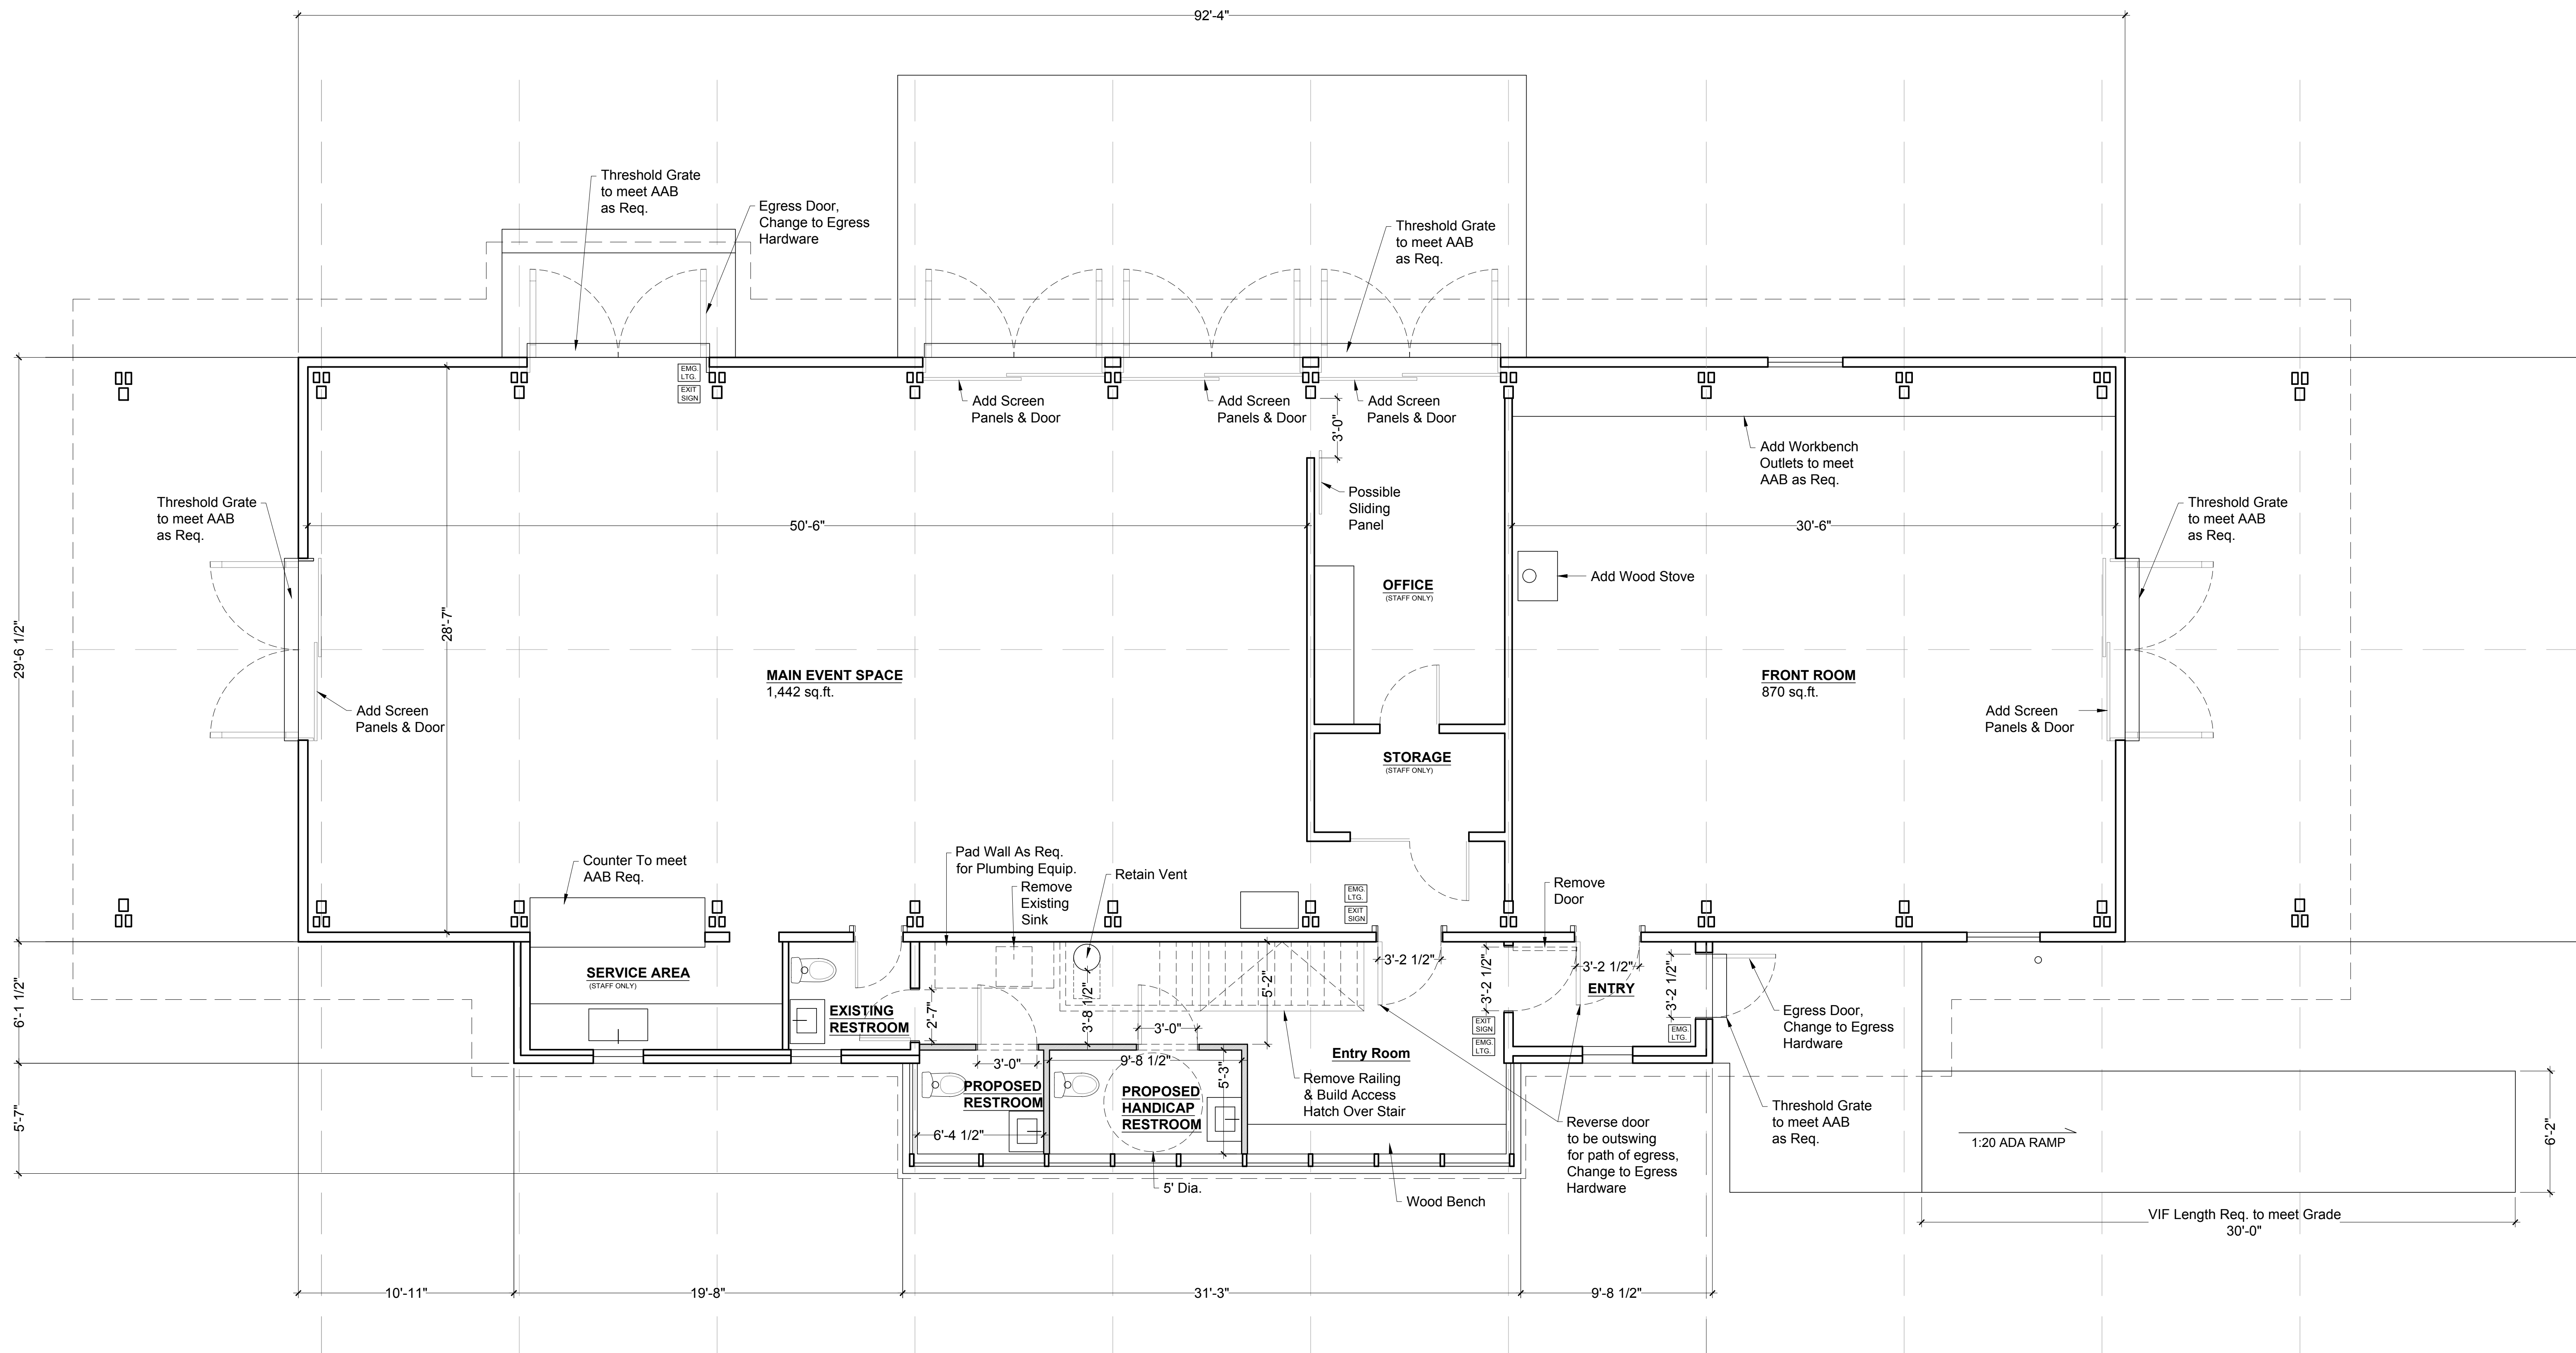 92'-4"
Threshold Grate
to meet AAB
as Req.
Egress Door,
Change to Egress
Hardware
Threshold Grate
to meet AAB
as Req.
EMG.
LTG.
EXIT
SIGN
Add Screen
Panels & Door
Add Screen
Panels & Door
Add Screen
Panels & Door
3'-0"
Add Workbench
Outlets to meet
AAB as Req.
Threshold Grate
to meet AAB
as Req.
Possible
Sliding
Panel
Threshold Grate
to meet AAB
as Req.
50'-6"
30'-6"
OFFICE
(STAFF ONLY)
Add Wood Stove
29'-6 1/2"
28'-7"
MAIN EVENT SPACE
1,442 sq.ft.
FRONT ROOM
870 sq.ft.
Add Screen
Panels & Door
Add Screen
Panels & Door
STORAGE
(STAFF ONLY)
Counter To meet
AAB Req.
Pad Wall As Req.
for Plumbing Equip.
Remove
Existing
Sink
Retain Vent
EMG.
LTG.
EXIT
SIGN
Remove
Door
SERVICE AREA
(STAFF ONLY)
6'-1 1/2"
EXISTING
RESTROOM
2'-7"
3'-8 1/2"
3'-0"
5'-2"
3'-2 1/2"
3'-2 1/2"
3'-2 1/2"
ENTRY
3'-2 1/2"
EXIT
SIGN
EMG.
LTG.
EMG.
LTG.
Egress Door,
Change to Egress
Hardware
Entry Room
3'-0"
9'-8 1/2"
5'-3"
PROPOSED
RESTROOM
PROPOSED
HANDICAP
RESTROOM
Remove Railing
& Build Access
Hatch Over Stair
Threshold Grate
to meet AAB
as Req.
5'-7"
6'-4 1/2"
Reverse door
to be outswing
for path of egress,
Change to Egress
Hardware
1:20 ADA RAMP
6'-2"
5' Dia.
Wood Bench
VIF Length Req. to meet Grade
30'-0"
10'-11"
19'-8"
31'-3"
9'-8 1/2"